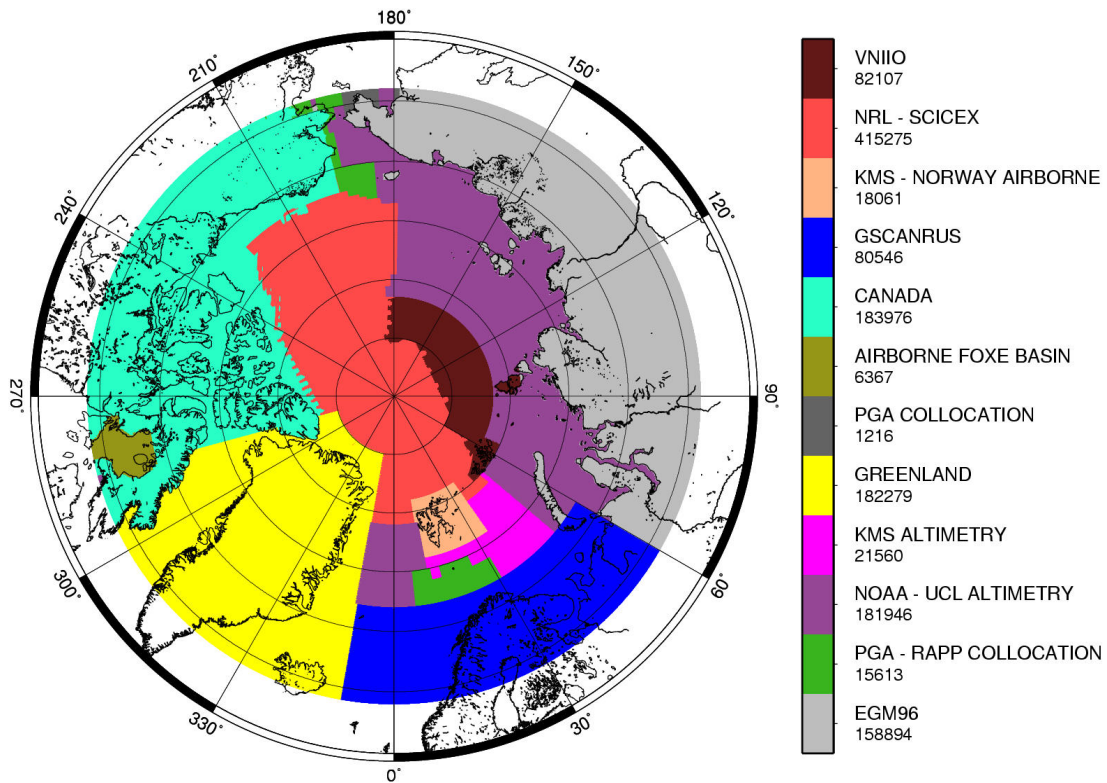 180˚
150˚
120˚
90˚
60˚
30˚
0˚
330˚
300˚
270˚
240˚
210˚
VNIIO
82107
NRL - SCICEX
415275
KMS - NORWAY AIRBORNE
18061
GSCANRUS
80546
CANADA
183976
AIRBORNE FOXE BASIN
6367
PGA COLLOCATION
1216
GREENLAND
182279
KMS ALTIMETRY
21560
NOAA - UCL ALTIMETRY
181946
PGA - RAPP COLLOCATION
15613
EGM96
158894